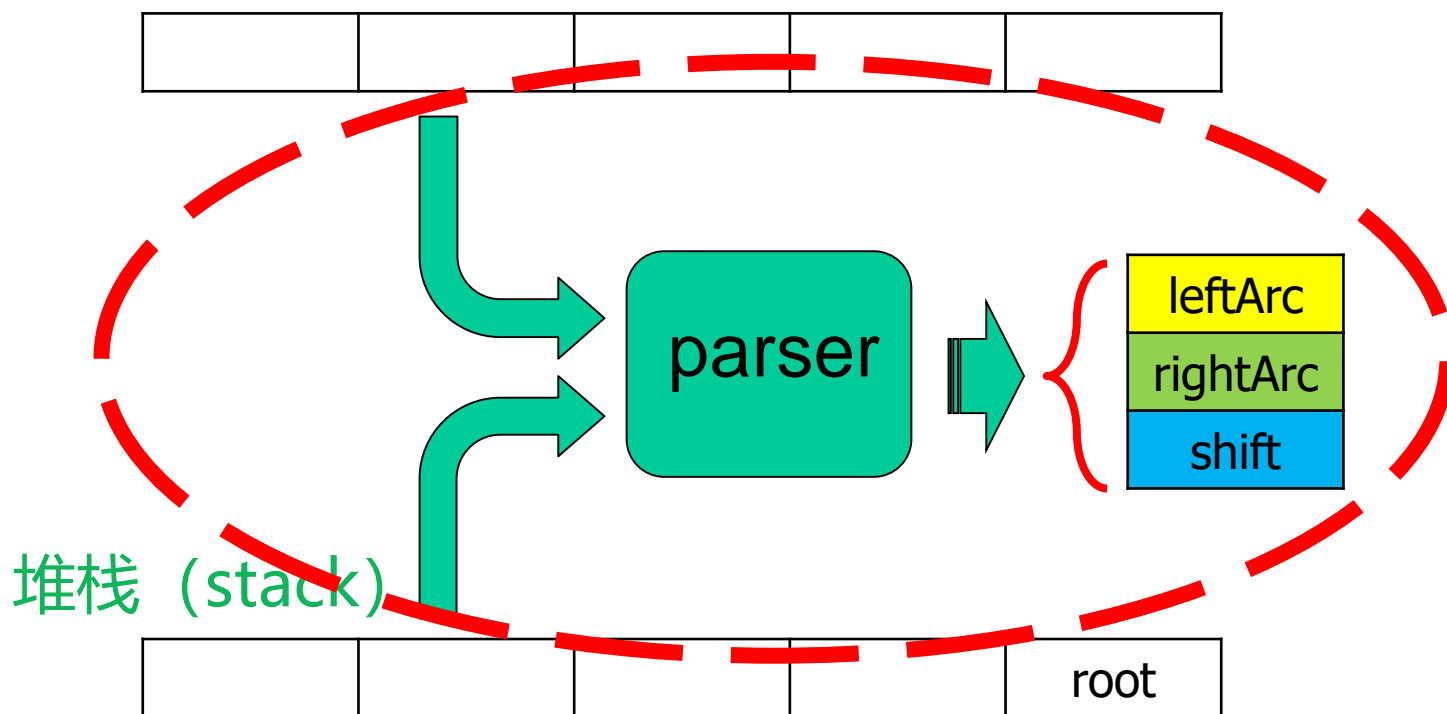 parser
leftArc
rightArc
shift
堆栈（stack）
root